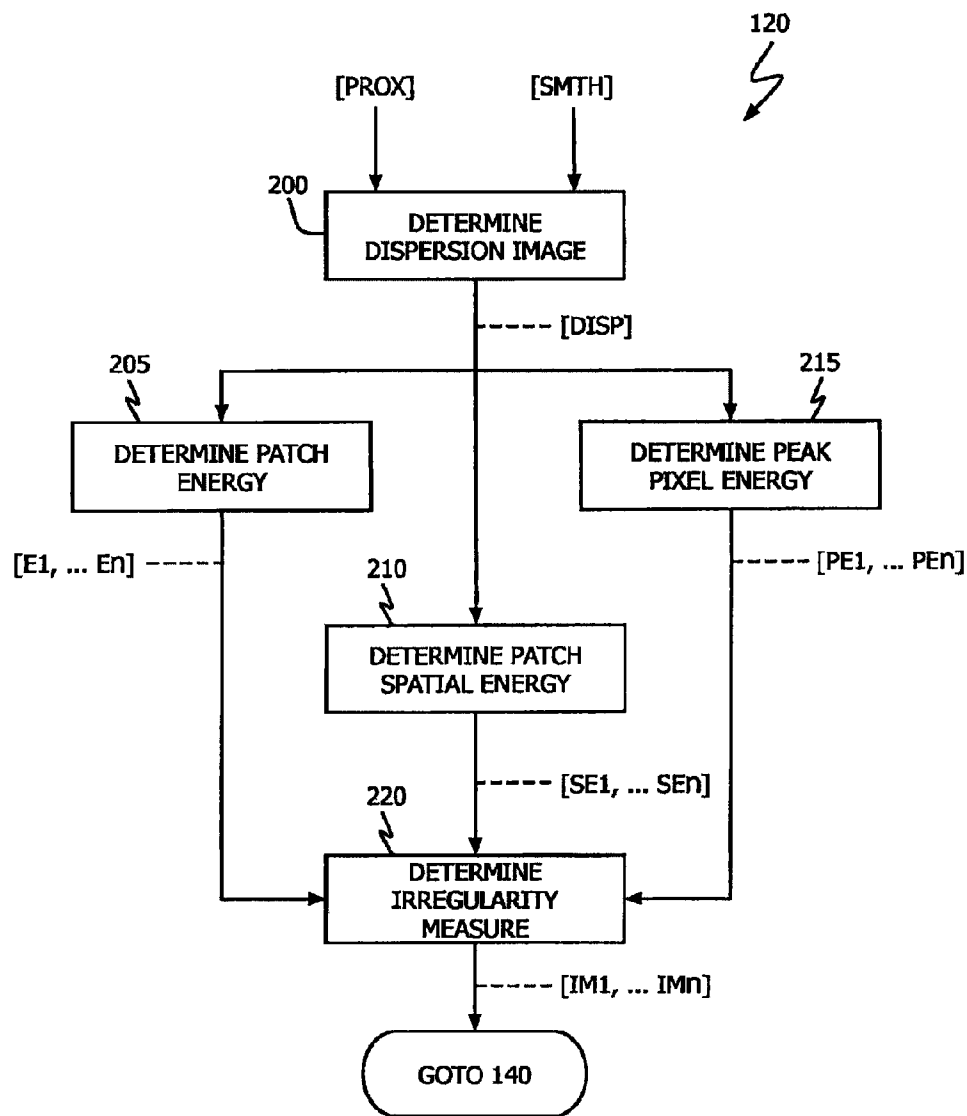 120
[PROX]
[SMTH]
200
DETERMINE
DISPERSION IMAGE
[DISP]
205
215
DETERMINE PATCH
ENERGY
DETERMINE PEAK
PIXEL ENERGY
[E1, ... En]
[PE1, ... PEn]
210
DETERMINE PATCH
SPATIAL ENERGY
[SE1, ... SEn]
220
DETERMINE
IRREGULARITY
MEASURE
[IM1, ... IMn]
GOTO 140